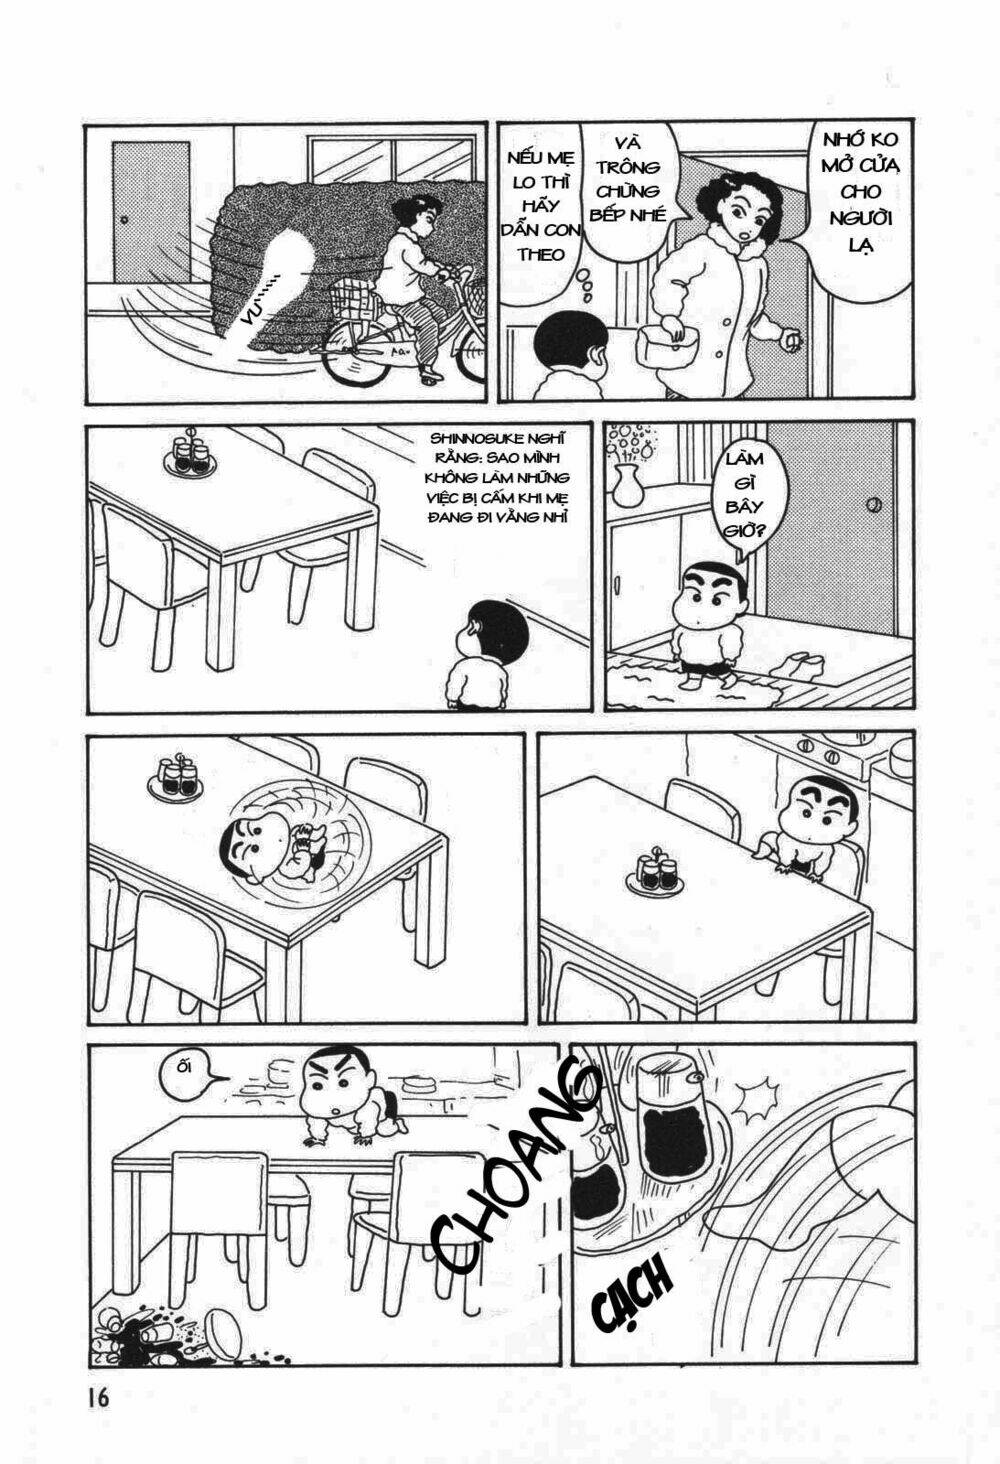 NHỚ KO
MỞ CỬA
CHO
NGƯỜI
LẠ
VÀ
TRÔNG
CHỪNG
BẾP NHÉ
NẾU MẸ
LO THÌ
HÃY
DẪN CON
THEO
VƯ......
LÀM
GÌ
BÂY
GIỜ?
SHINNOSUKE NGHĨ
RẰNG: SAO MÌNH
KHÔNG LÀM NHỮNG
VIỆC BỊ CẤM KHI MẸ
ĐANG ĐI VẮNG NHỈ
CẠCH
CHOANG
ỐI
16